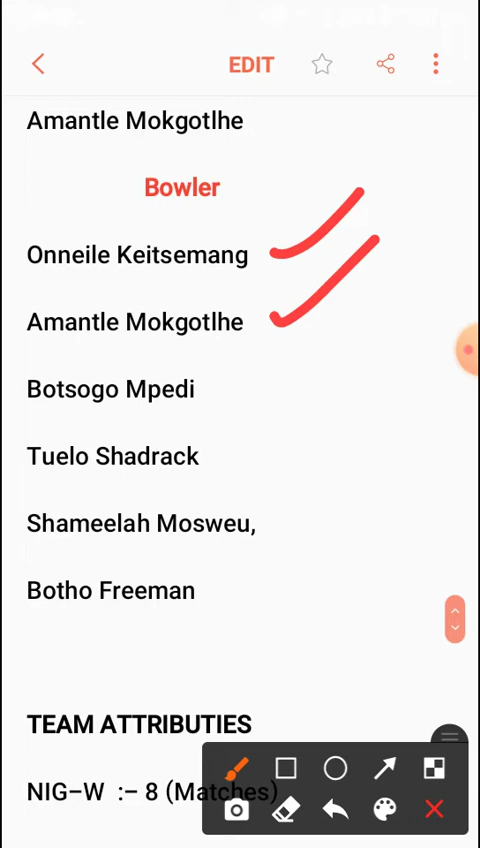 EDIT
Amantle Mokgotlhe
Bowler
Onneile Keitsemang
Amantle Mokgotlhe
Botsogo Mpedi
Tuelo Shadrack
Shameelah Mosweu,
Botho Freeman
TEAM ATTRIBUTIES
NIG–W :– 8 (Matches)